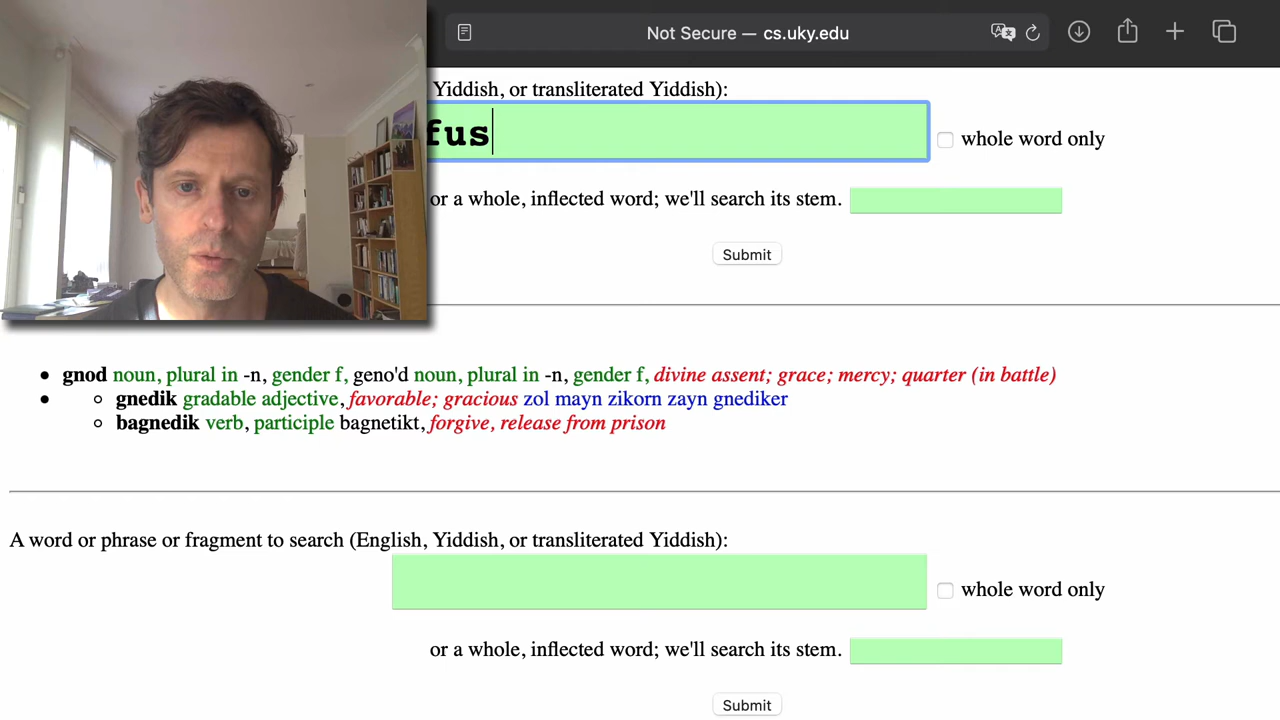 Not Secure — cs.uky.edu
Yiddish, or transliterated Yiddish):
fus
whole word only
or a whole, inflected word; we'll search its stem.
Submit
• gnod noun, plural in -n, gender f, geno'd noun, plural in -n, gender f, divine assent; grace; mercy; quarter (in battle)
• ○ gnedik gradable adjective, favorable; gracious zol mayn zikorn zayn gnediker
○ bagnedik verb, participle bagnetikt, forgive, release from prison
A word or phrase or fragment to search (English, Yiddish, or transliterated Yiddish):
whole word only
or a whole, inflected word; we'll search its stem.
Submit